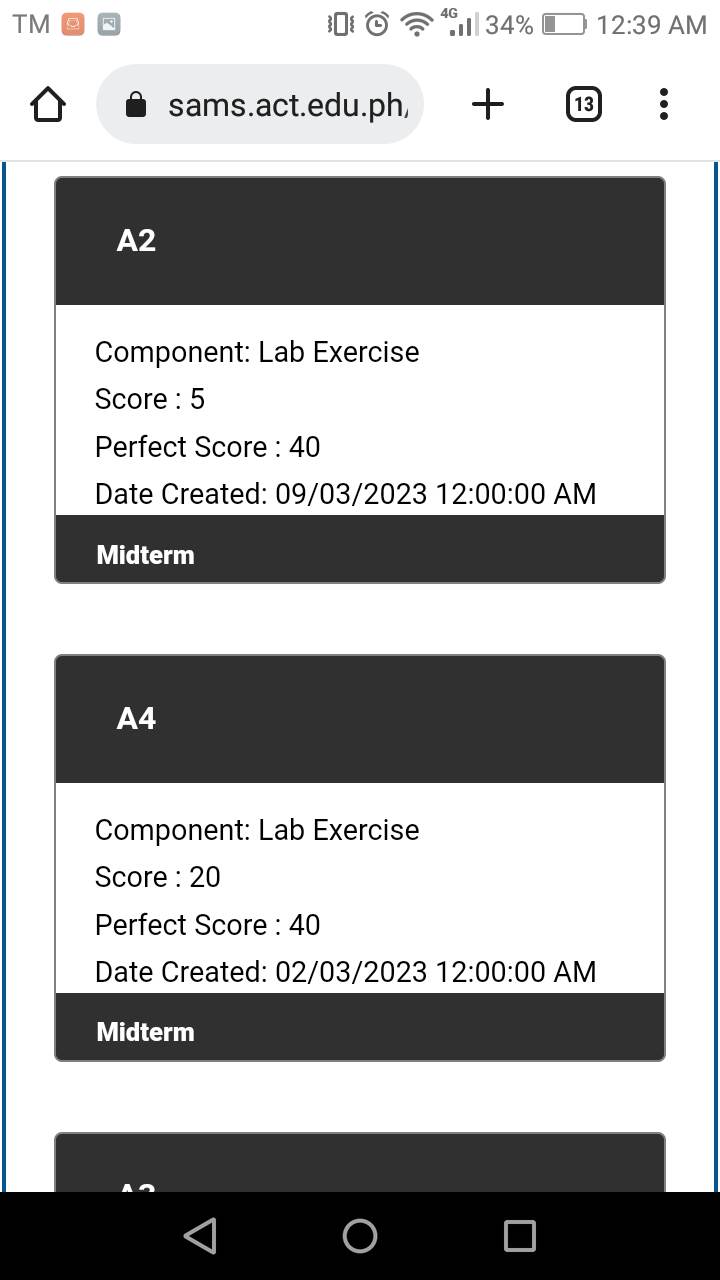 TM 4G 34% 12:39 AM
sams.act.edu.ph/ 13
A2
Component: Lab Exercise
Score : 5
Perfect Score : 40
Date Created: 09/03/2023 12:00:00 AM
Midterm
A4
Component: Lab Exercise
Score : 20
Perfect Score : 40
Date Created: 02/03/2023 12:00:00 AM
Midterm